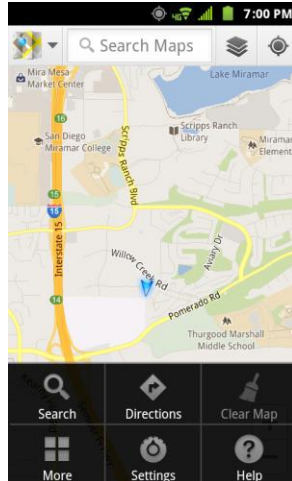 7:00 PM
Search Maps
Mira Mesa
Market Center
Lake Miramar
16
San Diego
Miramar College
Scripps Ranch Blvd
Scripps Ranch
Library
Miramar
Element
15
15
Interstate 15
Willow Creek Rd
Aviary Dr
14
Pomerado Rd
Thurgood Marshall
Middle School
Search
Directions
Clear Map
More
Settings
Help